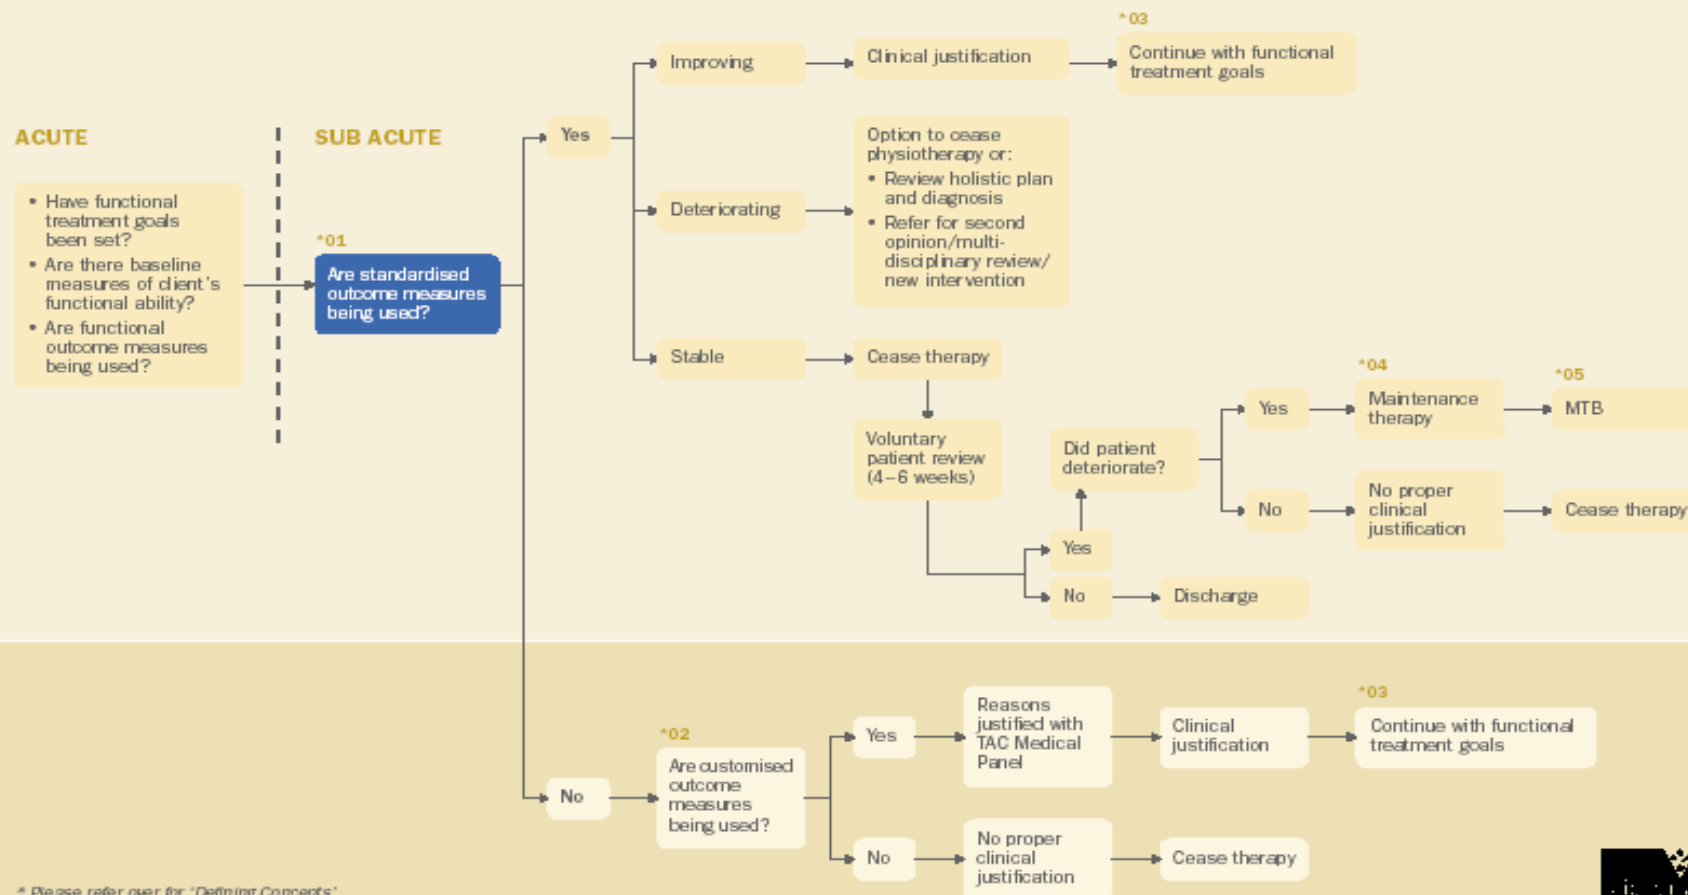 ACUTE
• Have functional
treatment goals
been set?
• Are there baseline
measures of client's
functional ability?
• Are functional
outcome measures
being used?
SUB ACUTE
*01
Are standardised
outcome measures
being used?
Yes
Improving
Clinical justification
*03
Continue with functional
treatment goals
Deteriorating
Option to cease
physiotherapy or:
• Review holistic plan
and diagnosis
• Refer for second
opinion/multi-
disciplinary review/
new intervention
Stable
Cease therapy
Voluntary
patient review
(4–6 weeks)
Yes
Did patient
deteriorate?
Yes
*04
Maintenance
therapy
*05
MTB
No
No proper
clinical
justification
Cease therapy
No
Discharge
No
*02
Are customised
outcome
measures
being used?
Yes
Reasons
justified with
TAC Medical
Panel
Clinical
justification
*03
Continue with functional
treatment goals
No
No proper
clinical
justification
Cease therapy
* Please refer over for 'Defining Concepts'